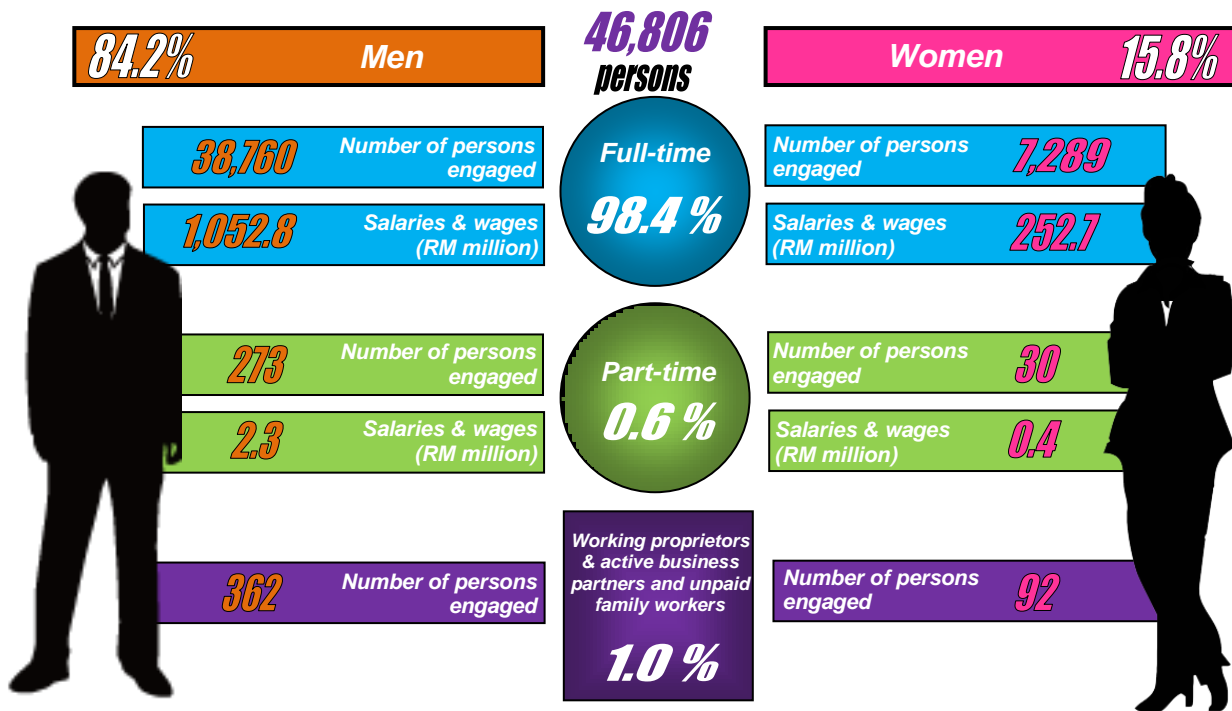 84.2%
Men
46,806
persons
Women
15.8%
38,760
Number of persons
engaged
1,052.8
Salaries & wages
(RM million)
Full-time
98.4 %
Number of persons
engaged
7,289
Salaries & wages
(RM million)
252.7
273
Number of persons
engaged
2.3
Salaries & wages
(RM million)
Part-time
0.6 %
Number of persons
engaged
30
Salaries & wages
(RM million)
0.4
362
Number of persons
engaged
Working proprietors
& active business
partners and unpaid
family workers
1.0 %
Number of persons
engaged
92